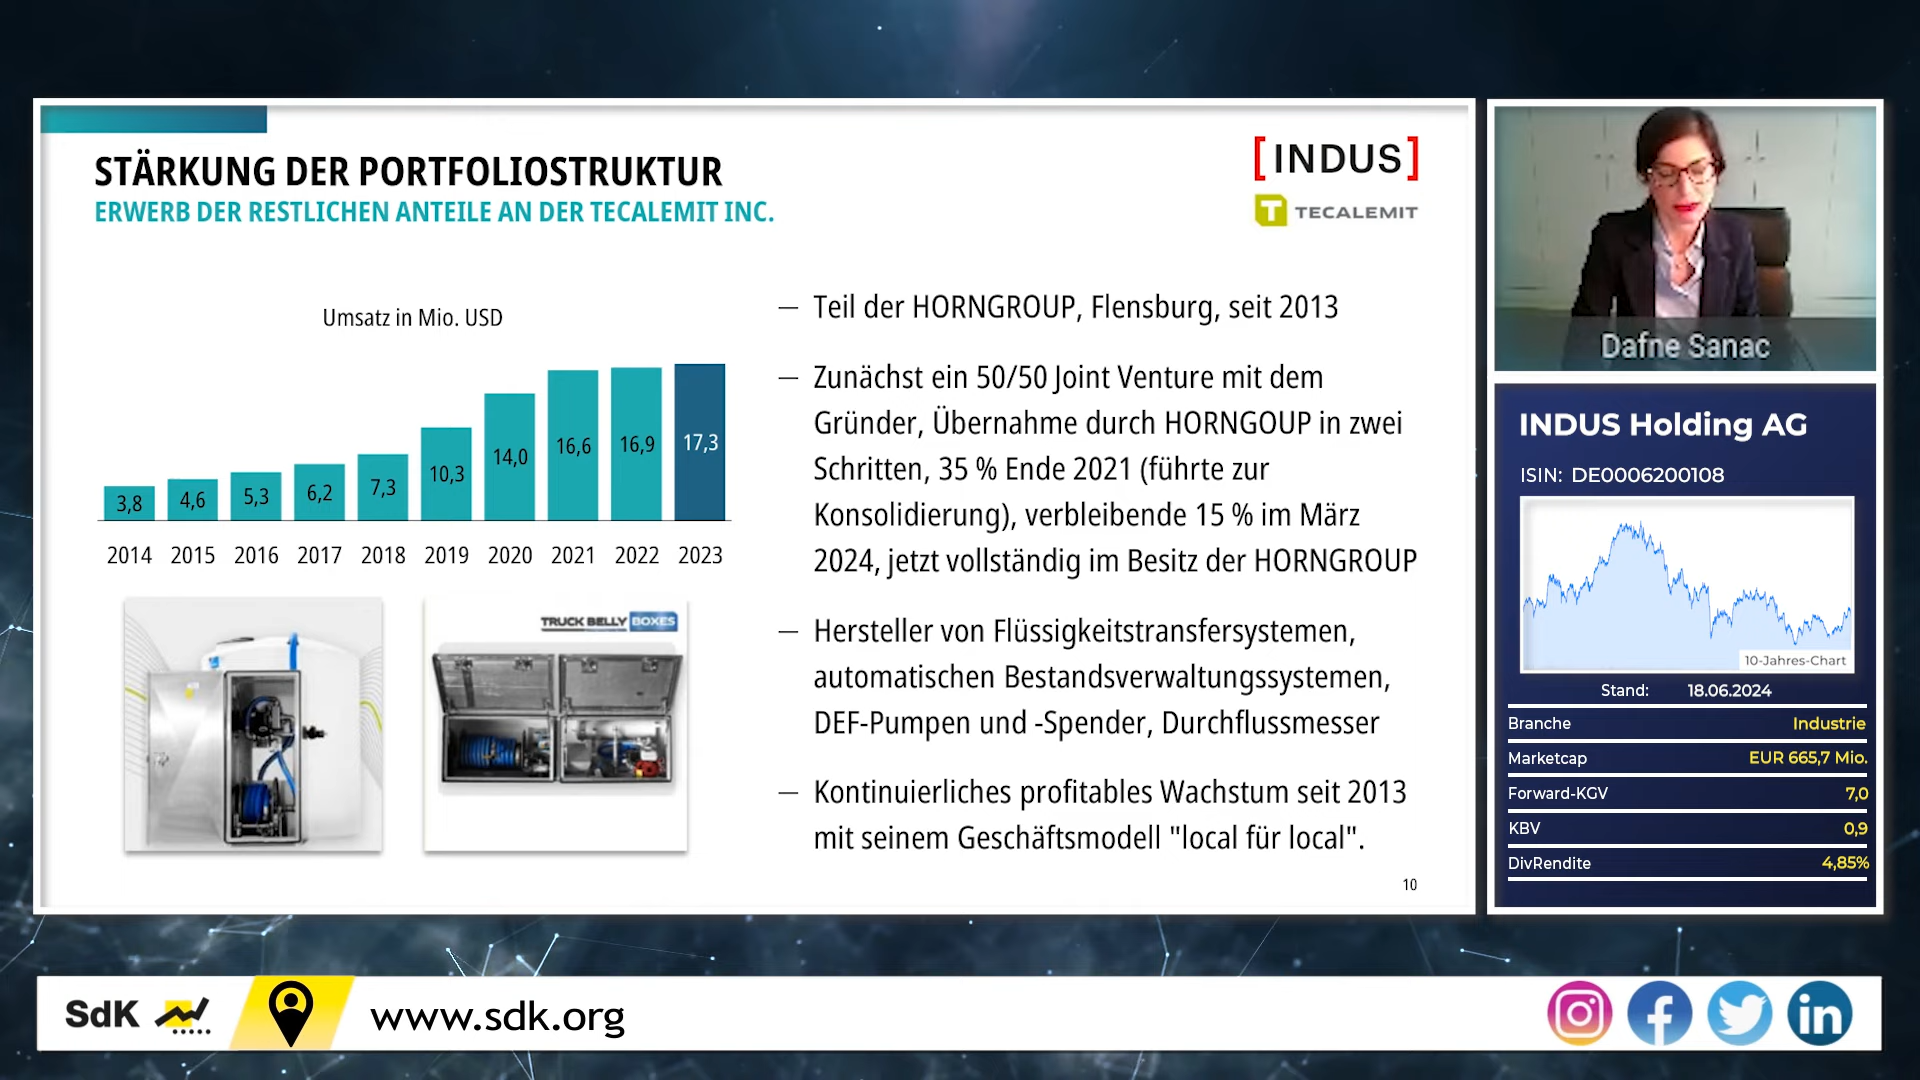 STÄRKUNG DER PORTFOLIOSTRUKTUR
ERWERB DER RESTLICHEN ANTEILE AN DER TECALEMIT INC.
[INDUS]
T TECALEMIT
Umsatz in Mio. USD
3,8 4,6 5,3 6,2 7,3 10,3 14,0 16,6 16,9 17,3
2014 2015 2016 2017 2018 2019 2020 2021 2022 2023
TRUCK BELLY BOXES
— Teil der HORNGROUP, Flensburg, seit 2013
— Zunächst ein 50/50 Joint Venture mit dem
Gründer, Übernahme durch HORNGOUP in zwei
Schritten, 35 % Ende 2021 (führte zur
Konsolidierung), verbleibende 15 % im März
2024, jetzt vollständig im Besitz der HORNGROUP
— Hersteller von Flüssigkeitstransfersystemen,
automatischen Bestandsverwaltungssystemen,
DEF-Pumpen und -Spender, Durchflussmesser
— Kontinuierliches profitables Wachstum seit 2013
mit seinem Geschäftsmodell "local für local".
10
Dafne Sanac
INDUS Holding AG
ISIN: DE0006200108
10-Jahres-Chart
Stand: 18.06.2024
Branche Industrie
Marketcap EUR 665,7 Mio.
Forward-KGV 7,0
KBV 0,9
DivRendite 4,85%
SdK
www.sdk.org